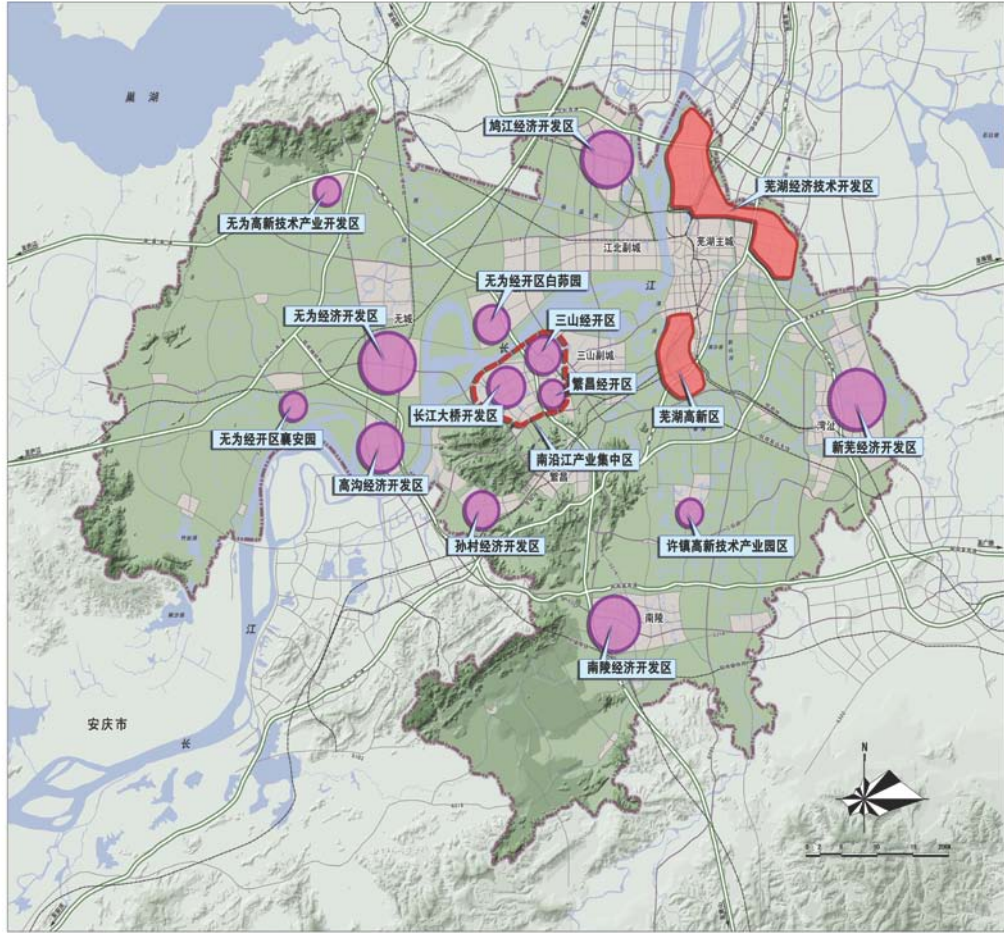 巢湖
鸠江经济开发区
芜湖经济技术开发区
无为高新技术产业开发区
江北副城
芜湖主城
江
无为经开区白茆园
无为经济开发区
无城
长
三山经开区
三山副城
繁昌经开区
长江大桥开发区
芜湖高新区
湾沚
新芜经济开发区
无为经开区襄安园
南沿江产业集中区
繁昌
高沟经济开发区
孙村经济开发区
许镇高新技术产业园区
南陵
南陵经济开发区
江
安庆市
长
N